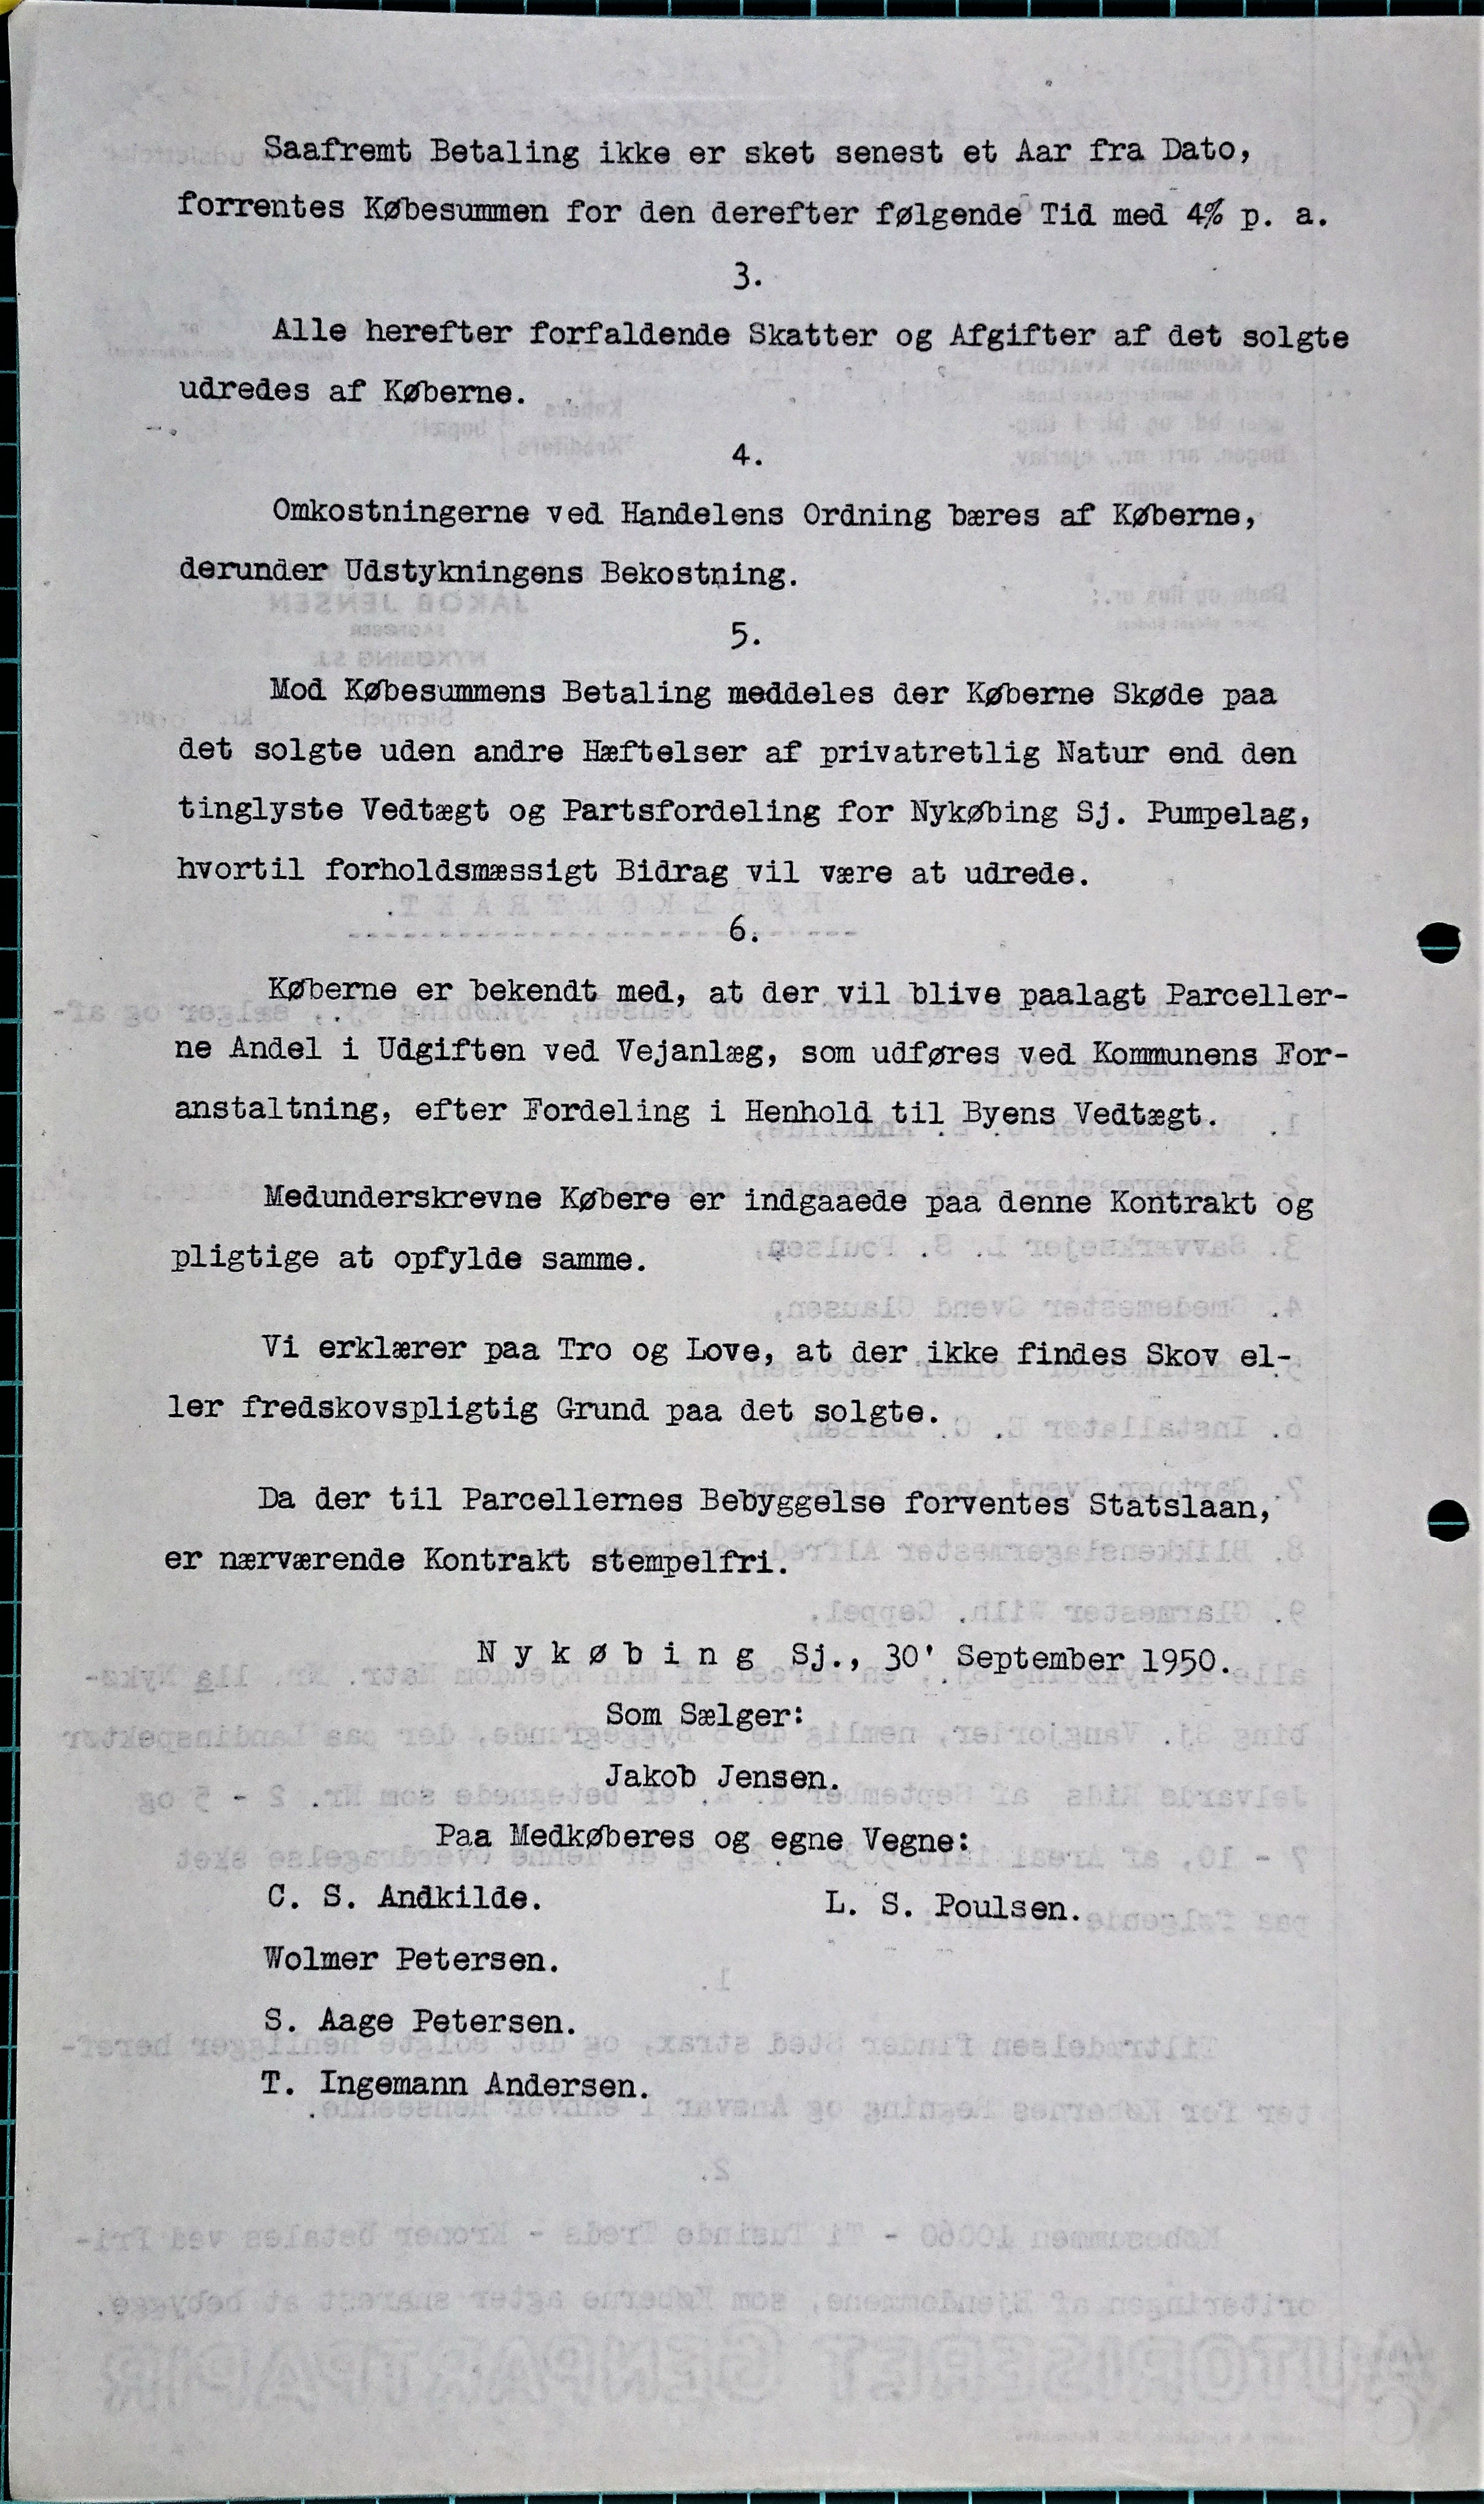 Saafremt Betaling ikke er sket senest et Aar fra Dato,
forrentes Købesummen for den derefter følgende Tid med 4% p. a.
3.
Alle herefter forfaldende Skatter og Afgifter af det solgte
udredes af Køberne.
4.
Omkostningerne ved Handelens Ordning bæres af Køberne,
derunder Udstykningens Bekostning.
5.
Mod Købesummens Betaling meddeles der Køberne Skøde paa
det solgte uden andre Hæftelser af privatretlig Natur end den
tinglyste Vedtægt og Partsfordeling for Nykøbing Sj. Pumpelag,
hvortil forholdsmæssigt Bidrag vil være at udrede.
6.
Køberne er bekendt med, at der vil blive paalagt Parceller-
ne Andel i Udgiften ved Vejanlæg, som udføres ved Kommunens For-
anstaltning, efter Fordeling i Henhold til Byens Vedtægt.
Medunderskrevne Købere er indgaaede paa denne Kontrakt og
pligtige at opfylde samme.
Vi erklærer paa Tro og Love, at der ikke findes Skov el-
ler fredskovspligtig Grund paa det solgte.
Da der til Parcellernes Bebyggelse forventes Statslaan,
er nærværende Kontrakt stempelfri.
N y k ø b i n g Sj., 30' September 1950.
Som Sælger:
Jakob Jensen.
Paa Medkøberes og egne Vegne:
C. S. Andkilde. L. S. Poulsen.
Wolmer Petersen.
S. Aage Petersen.
T. Ingemann Andersen.